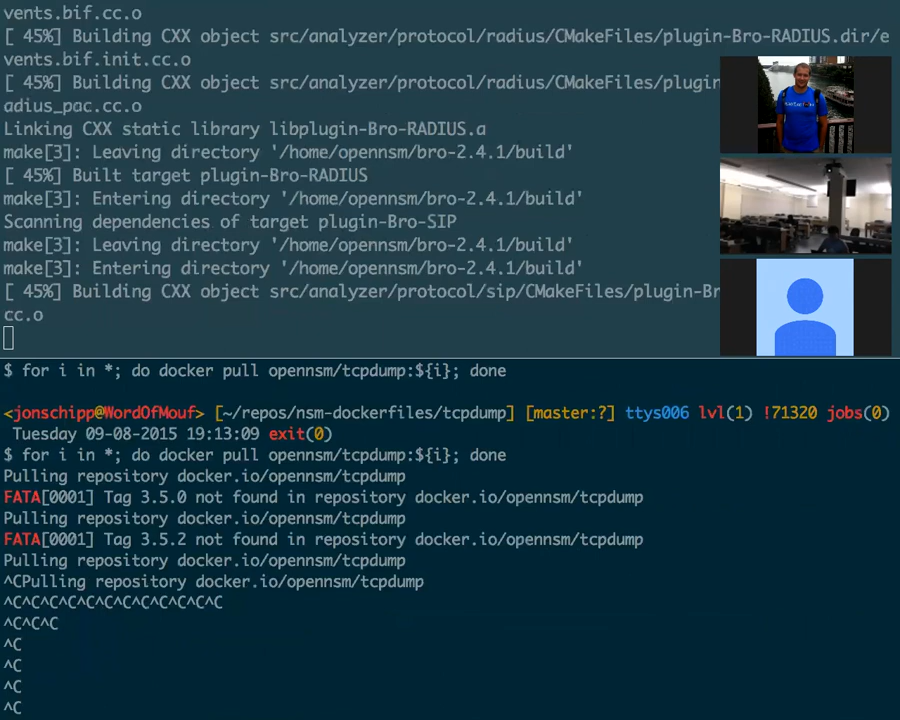 vents.bif.cc.o
[ 45%] Building CXX object src/analyzer/protocol/radius/CMakeFiles/plugin-Bro-RADIUS.dir/e
vents.bif.init.cc.o
[ 45%] Building CXX object src/analyzer/protocol/radius/CMakeFiles/plugin
adius_pac.cc.o
Linking CXX static library libplugin-Bro-RADIUS.a
make[3]: Leaving directory '/home/opennsm/bro-2.4.1/build'
[ 45%] Built target plugin-Bro-RADIUS
make[3]: Entering directory '/home/opennsm/bro-2.4.1/build'
Scanning dependencies of target plugin-Bro-SIP
make[3]: Leaving directory '/home/opennsm/bro-2.4.1/build'
make[3]: Entering directory '/home/opennsm/bro-2.4.1/build'
[ 45%] Building CXX object src/analyzer/protocol/sip/CMakeFiles/plugin-Br
cc.o
$ for i in *; do docker pull opennsm/tcpdump:${i}; done
<jonschipp@WordOfMouf> [~/repos/nsm-dockerfiles/tcpdump] [master:?] ttys006 lvl(1) !71320 jobs(0)
Tuesday 09-08-2015 19:13:09 exit(0)
$ for i in *; do docker pull opennsm/tcpdump:${i}; done
Pulling repository docker.io/opennsm/tcpdump
FATA[0001] Tag 3.5.0 not found in repository docker.io/opennsm/tcpdump
Pulling repository docker.io/opennsm/tcpdump
FATA[0001] Tag 3.5.2 not found in repository docker.io/opennsm/tcpdump
Pulling repository docker.io/opennsm/tcpdump
^CPulling repository docker.io/opennsm/tcpdump
^C^C^C^C^C^C^C^C^C^C^C^C
^C^C^C
^C
^C
^C
^C